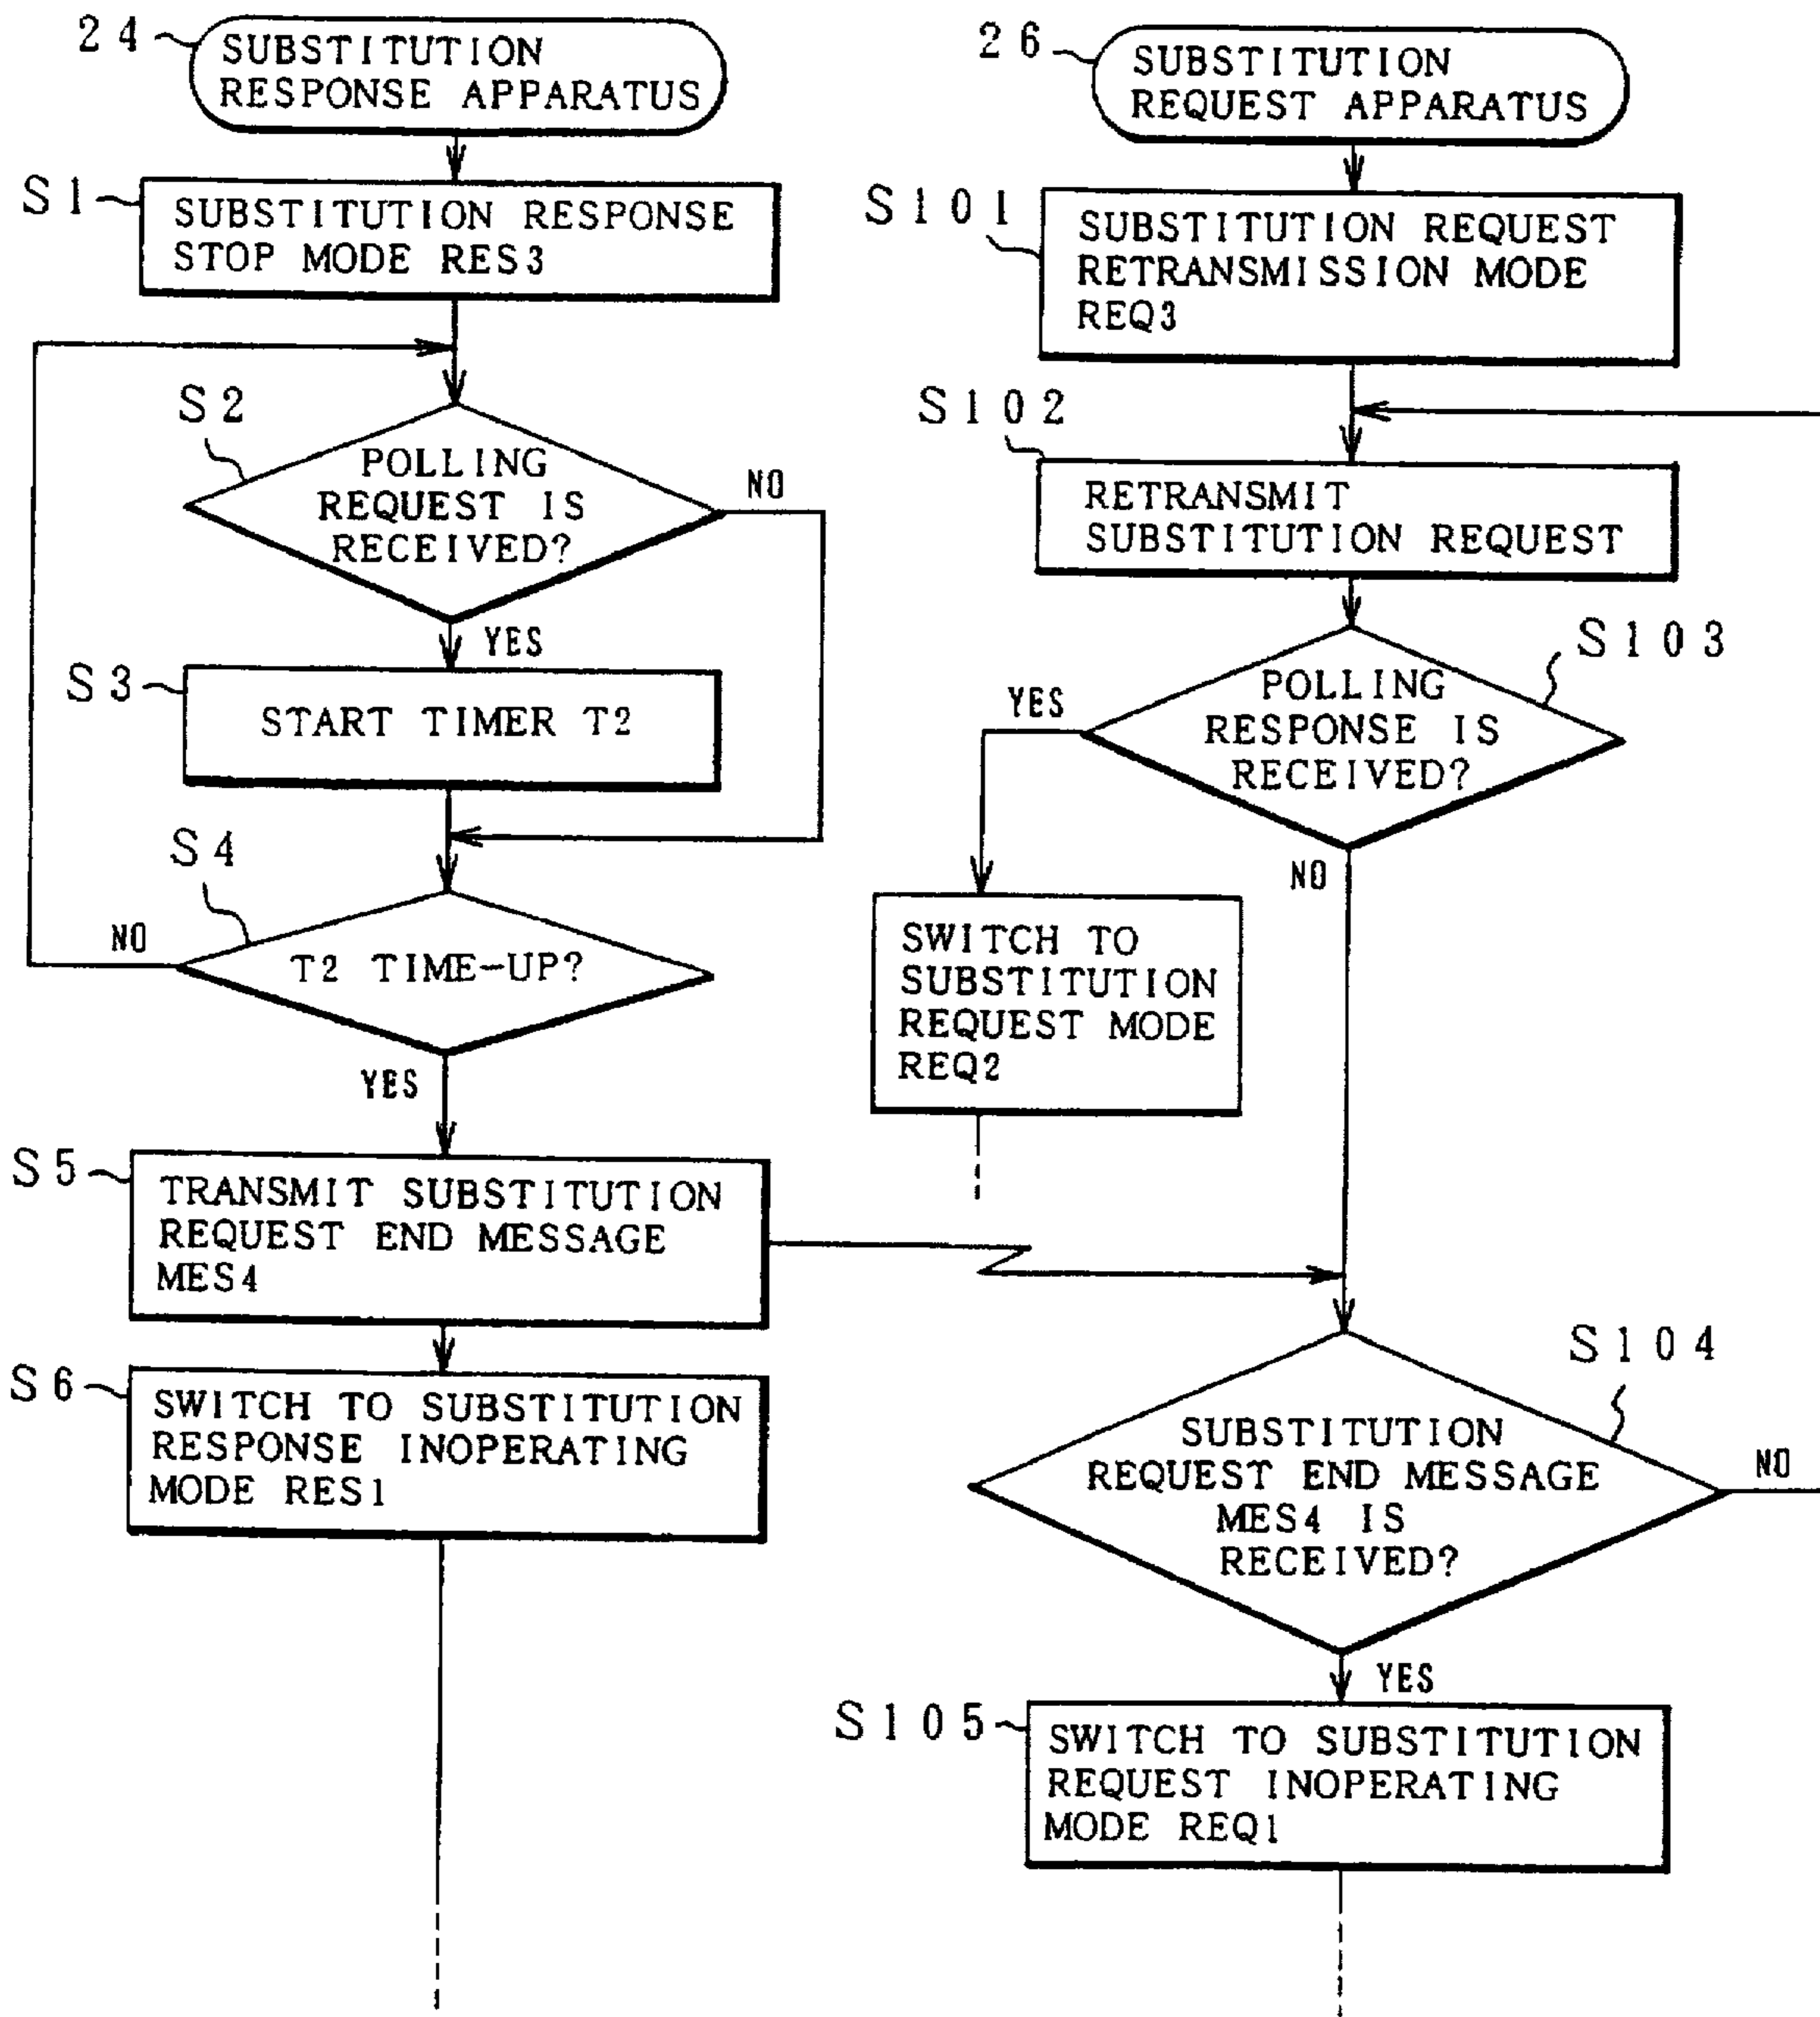 24
SUBSTITUTION
RESPONSE APPARATUS
S1
SUBSTITUTION RESPONSE
STOP MODE RES3
S2
POLLING
REQUEST IS
RECEIVED?
NO
YES
S3
START TIMER T2
S4
NO
T2 TIME-UP?
YES
S5
TRANSMIT SUBSTITUTION
REQUEST END MESSAGE
MES4
S6
SWITCH TO SUBSTITUTION
RESPONSE INOPERATING
MODE RES1
26
SUBSTITUTION
REQUEST APPARATUS
S101
SUBSTITUTION REQUEST
RETRANSMISSION MODE
REQ3
S102
RETRANSMIT
SUBSTITUTION REQUEST
S103
YES
POLLING
RESPONSE IS
RECEIVED?
NO
SWITCH TO
SUBSTITUTION
REQUEST MODE
REQ2
S104
SUBSTITUTION
REQUEST END MESSAGE
MES4 IS
RECEIVED?
NO
YES
S105
SWITCH TO SUBSTITUTION
REQUEST INOPERATING
MODE REQ1